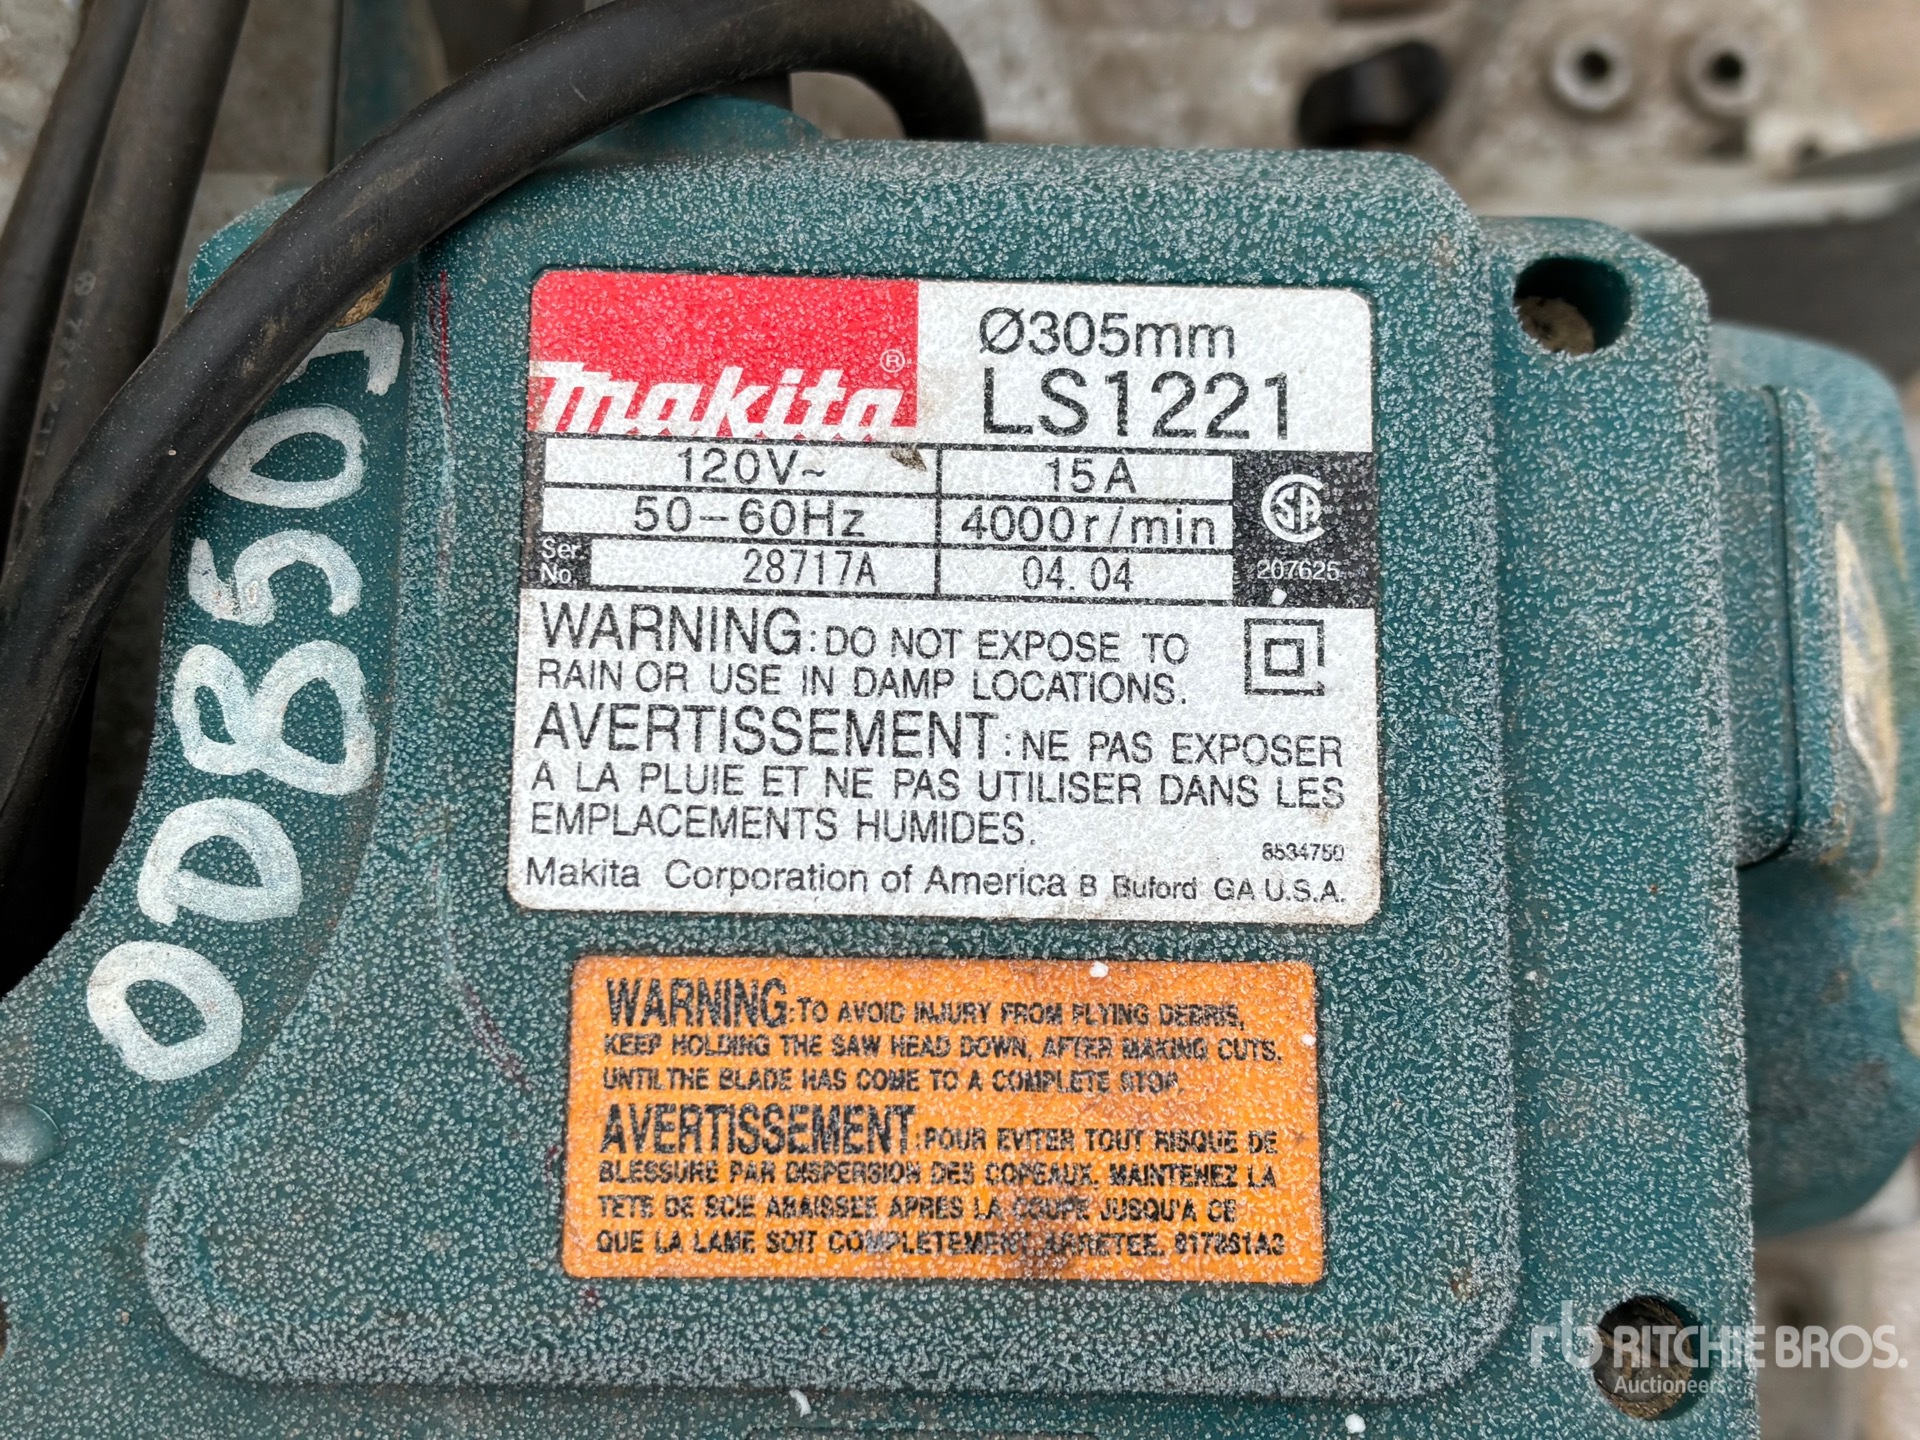 makita®
Ø305mm
LS1221
120V~ 15A
50-60Hz 4000r/min
Ser. No. 28717A 04.04
CSA
207625
WARNING: DO NOT EXPOSE TO
RAIN OR USE IN DAMP LOCATIONS.
AVERTISSEMENT: NE PAS EXPOSER
A LA PLUIE ET NE PAS UTILISER DANS LES
EMPLACEMENTS HUMIDES.
8534750
Makita Corporation of America B Buford GA U.S.A.
WARNING: TO AVOID INJURY FROM FLYING DEBRIS,
KEEP HOLDING THE SAW HEAD DOWN, AFTER MAKING CUTS,
UNTIL THE BLADE HAS COME TO A COMPLETE STOP.
AVERTISSEMENT: POUR EVITER TOUT RISQUE DE
BLESSURE PAR DISPERSION DES COPEAUX, MAINTENEZ LA
TETE DE SCIE ABAISSEE APRES LA COUPE JUSQU'A CE
QUE LA LAME SOIT COMPLETEMENT ARRETEE.
rb RITCHIE BROS.
Auctioneers